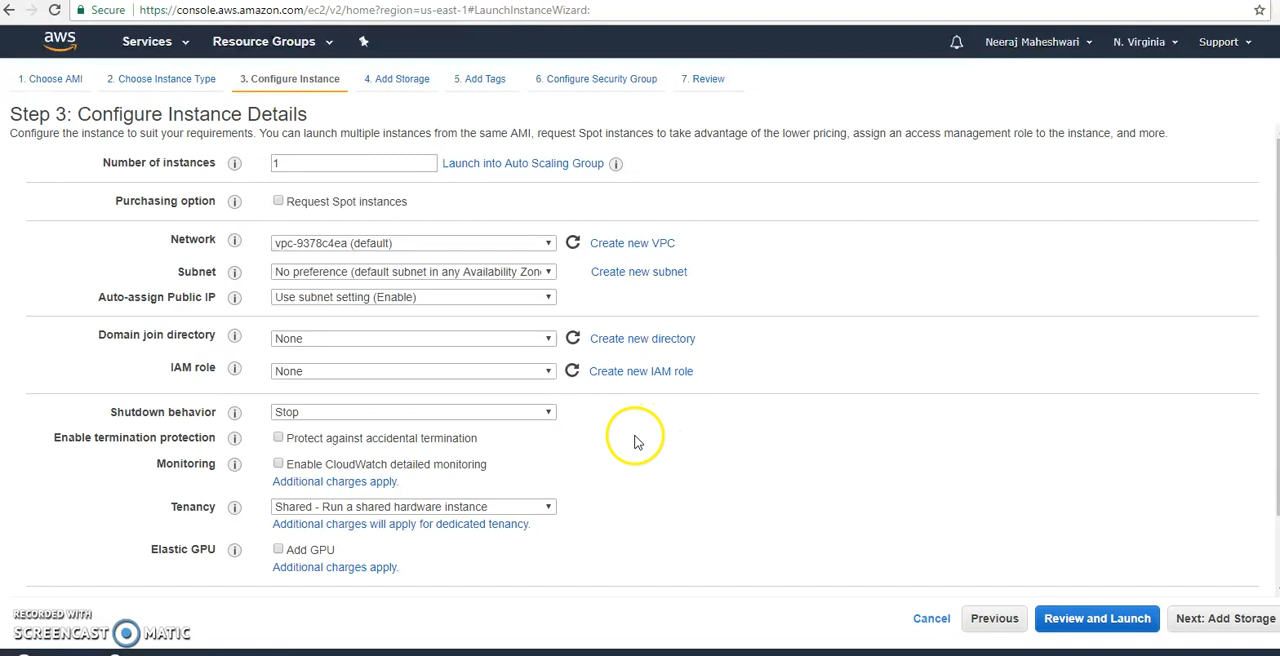 Secure https://console.aws.amazon.com/ec2/v2/home?region=us-east-1#LaunchInstanceWizard:
aws Services Resource Groups Neeraj Maheshwari N. Virginia Support
1. Choose AMI 2. Choose Instance Type 3. Configure Instance 4. Add Storage 5. Add Tags 6. Configure Security Group 7. Review
Step 3: Configure Instance Details
Configure the instance to suit your requirements. You can launch multiple instances from the same AMI, request Spot instances to take advantage of the lower pricing, assign an access management role to the instance, and more.
Number of instances 1 Launch into Auto Scaling Group
Purchasing option Request Spot instances
Network vpc-9378c4ea (default) Create new VPC
Subnet No preference (default subnet in any Availability Zon Create new subnet
Auto-assign Public IP Use subnet setting (Enable)
Domain join directory None Create new directory
IAM role None Create new IAM role
Shutdown behavior Stop
Enable termination protection Protect against accidental termination
Monitoring Enable CloudWatch detailed monitoring
Additional charges apply.
Tenancy Shared - Run a shared hardware instance
Additional charges will apply for dedicated tenancy.
Elastic GPU Add GPU
Additional charges apply.
Cancel Previous Review and Launch Next: Add Storage
RECORDED WITH
SCREENCAST MATIC